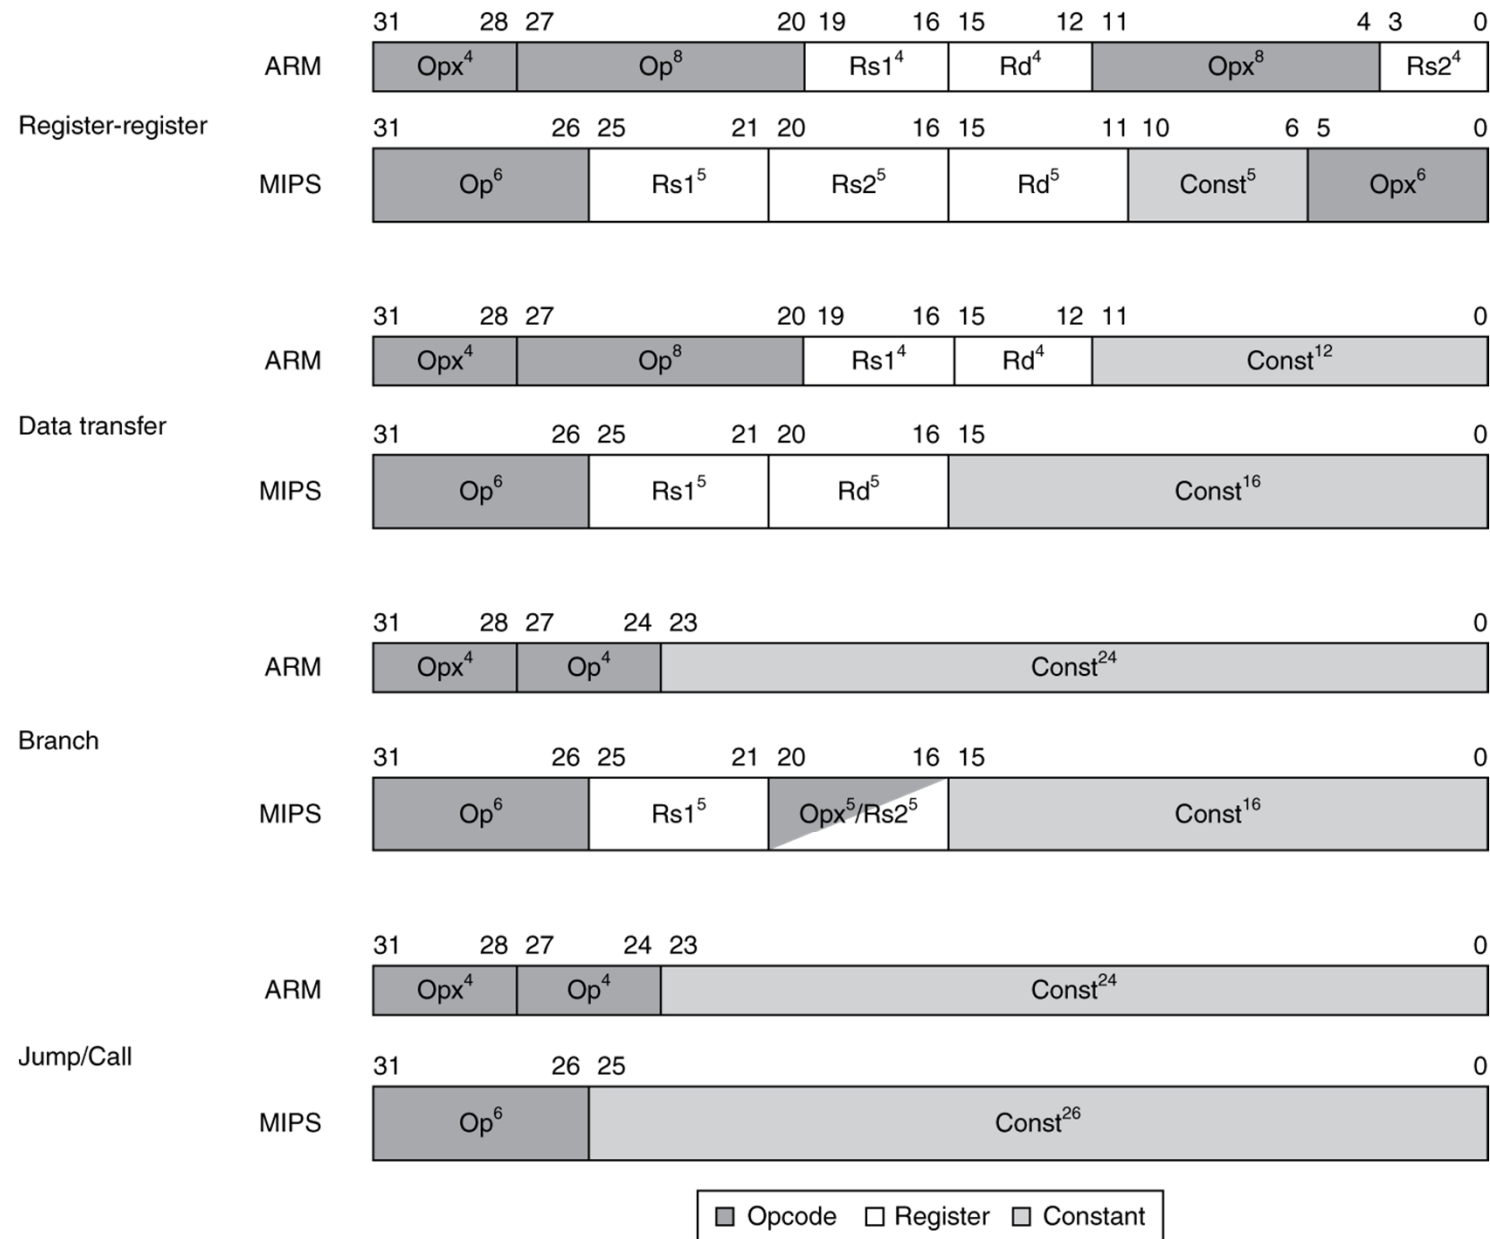 31 28 27 20 19 16 15 12 11 4 3 0
ARM Opx4 Op8 Rs14 Rd4 Opx8 Rs24
Register-register
31 26 25 21 20 16 15 11 10 6 5 0
MIPS Op6 Rs15 Rs25 Rd5 Const5 Opx6
31 28 27 20 19 16 15 12 11 0
ARM Opx4 Op8 Rs14 Rd4 Const12
Data transfer
31 26 25 21 20 16 15 0
MIPS Op6 Rs15 Rd5 Const16
31 28 27 24 23 0
ARM Opx4 Op4 Const24
Branch
31 26 25 21 20 16 15 0
MIPS Op6 Rs15 Opx5/Rs25 Const16
31 28 27 24 23 0
ARM Opx4 Op4 Const24
Jump/Call
31 26 25 0
MIPS Op6 Const26
Opcode Register Constant